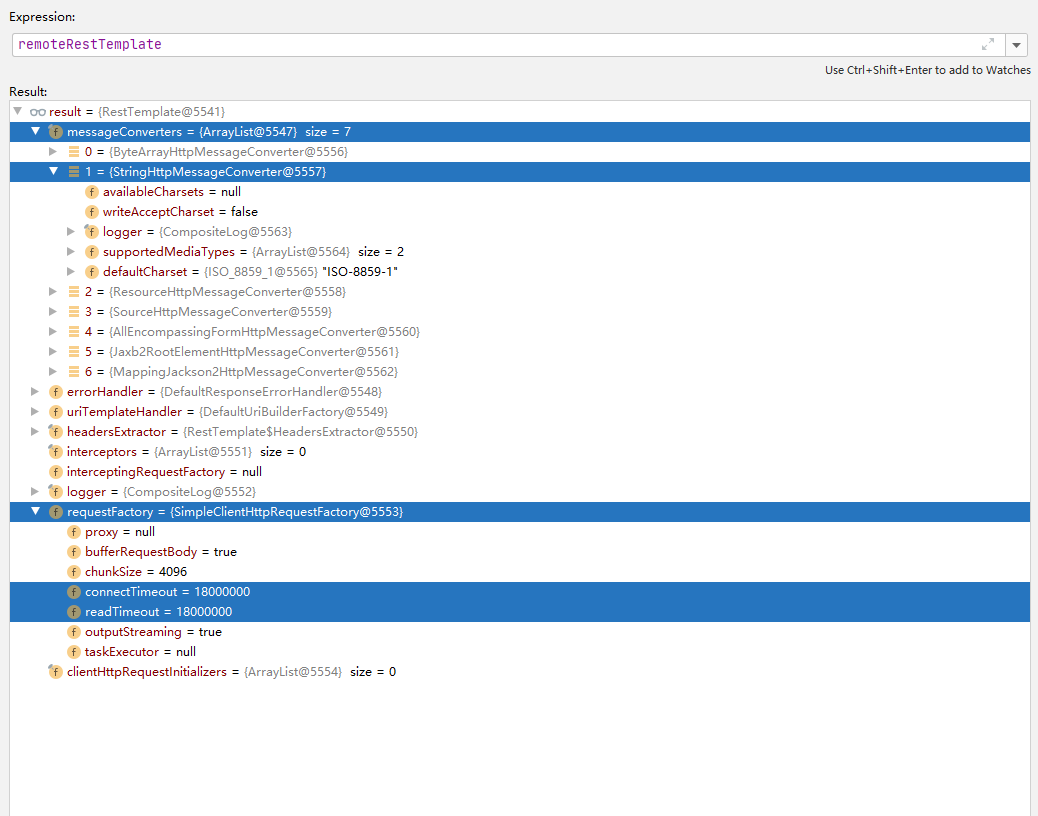 Expression:
remoteRestTemplate
Use Ctrl+Shift+Enter to add to Watches
Result:
result = {RestTemplate@5541}
messageConverters = {ArrayList@5547} size = 7
0 = {ByteArrayHttpMessageConverter@5556}
1 = {StringHttpMessageConverter@5557}
availableCharsets = null
writeAcceptCharset = false
logger = {CompositeLog@5563}
supportedMediaTypes = {ArrayList@5564} size = 2
defaultCharset = {ISO_8859_1@5565} "ISO-8859-1"
2 = {ResourceHttpMessageConverter@5558}
3 = {SourceHttpMessageConverter@5559}
4 = {AllEncompassingFormHttpMessageConverter@5560}
5 = {Jaxb2RootElementHttpMessageConverter@5561}
6 = {MappingJackson2HttpMessageConverter@5562}
errorHandler = {DefaultResponseErrorHandler@5548}
uriTemplateHandler = {DefaultUriBuilderFactory@5549}
headersExtractor = {RestTemplate$HeadersExtractor@5550}
interceptors = {ArrayList@5551} size = 0
interceptingRequestFactory = null
logger = {CompositeLog@5552}
requestFactory = {SimpleClientHttpRequestFactory@5553}
proxy = null
bufferRequestBody = true
chunkSize = 4096
connectTimeout = 18000000
readTimeout = 18000000
outputStreaming = true
taskExecutor = null
clientHttpRequestInitializers = {ArrayList@5554} size = 0